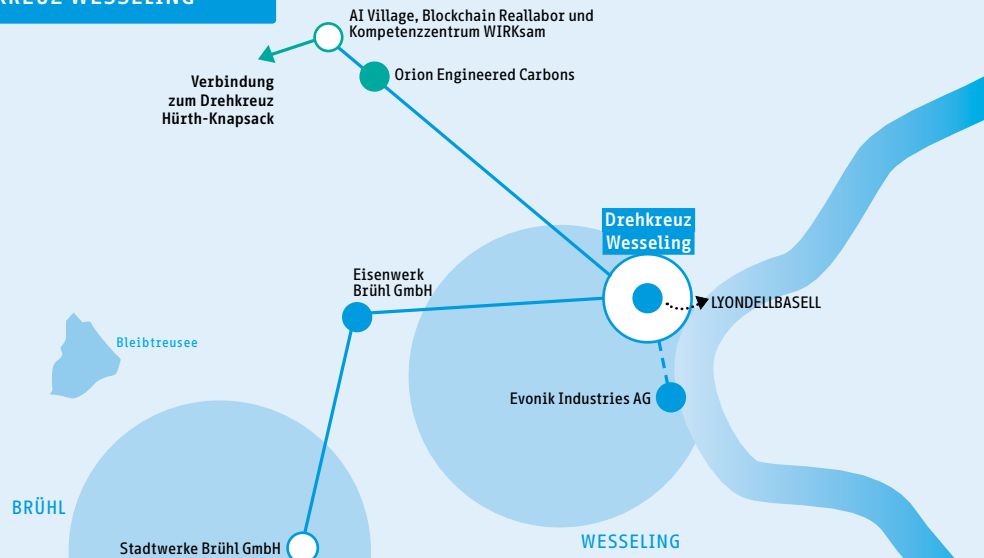 KREUZ WESSELING
AI Village, Blockchain Reallabor und
Kompetenzzentrum WIRKsam
Orion Engineered Carbons
Verbindung
zum Drehkreuz
Hürth-Knapsack
Drehkreuz
Wesseling
Eisenwerk
Brühl GmbH
LYONDELLBASELL
Bleibtreusee
Evonik Industries AG
BRÜHL
WESSELING
Stadtwerke Brühl GmbH